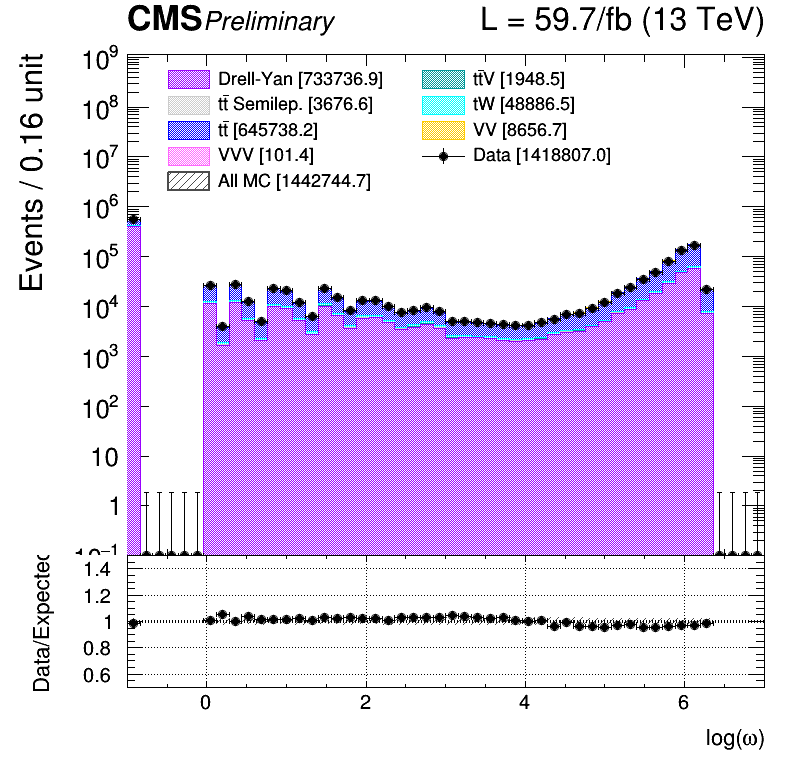 CMS Preliminary L = 59.7/fb (13 TeV)
Events / 0.16 unit
10⁹
10⁸
10⁷
10⁶
10⁵
10⁴
10³
10²
10
1
10⁻¹
Drell-Yan [733736.9]
tt̄ Semilep. [3676.6]
tt̄ [645738.2]
VVV [101.4]
All MC [1442744.7]
tt̄V [1948.5]
tW [48886.5]
VV [8656.7]
Data [1418807.0]
Data/Expected
1.4
1.2
1
0.8
0.6
0 2 4 6
log(ω)